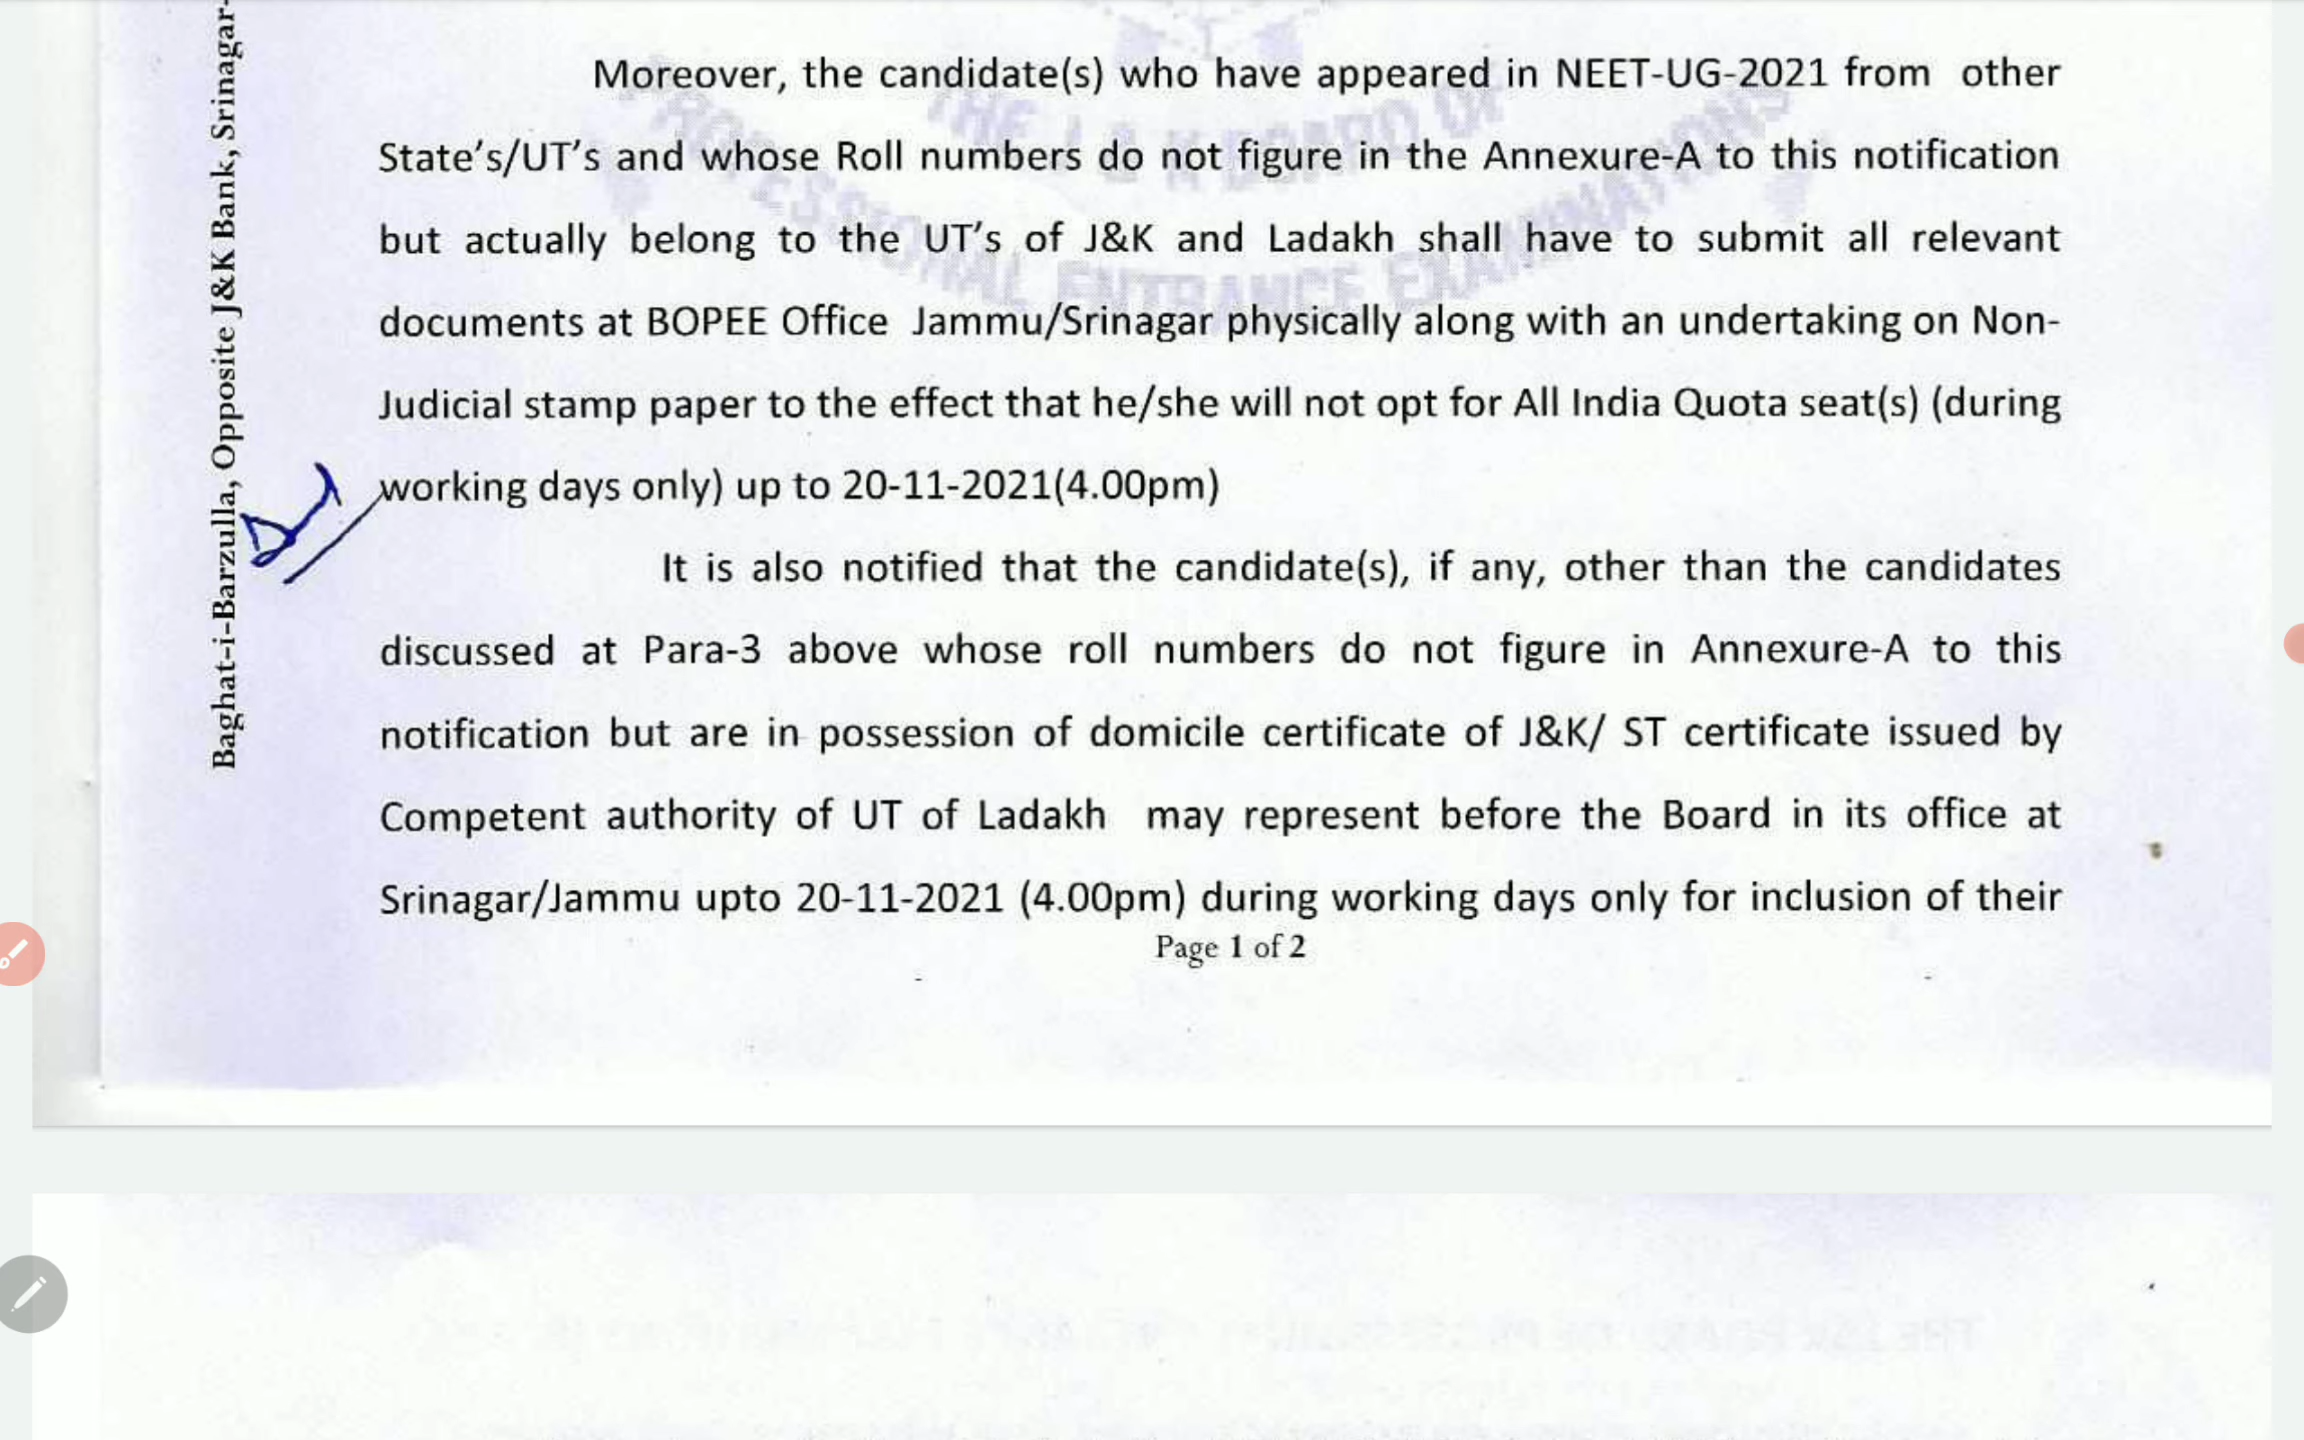 Baghat-i-Barzulla, Opposite J&K Bank, Srinagar-
THE J & K BOARD OF
PROFESSIONAL ENTRANCE EXAMINATIONS
Moreover, the candidate(s) who have appeared in NEET-UG-2021 from other
State's/UT's and whose Roll numbers do not figure in the Annexure-A to this notification
but actually belong to the UT's of J&K and Ladakh shall have to submit all relevant
documents at BOPEE Office Jammu/Srinagar physically along with an undertaking on Non-
Judicial stamp paper to the effect that he/she will not opt for All India Quota seat(s) (during
working days only) up to 20-11-2021(4.00pm)
It is also notified that the candidate(s), if any, other than the candidates
discussed at Para-3 above whose roll numbers do not figure in Annexure-A to this
notification but are in possession of domicile certificate of J&K/ ST certificate issued by
Competent authority of UT of Ladakh may represent before the Board in its office at
Srinagar/Jammu upto 20-11-2021 (4.00pm) during working days only for inclusion of their
Page 1 of 2